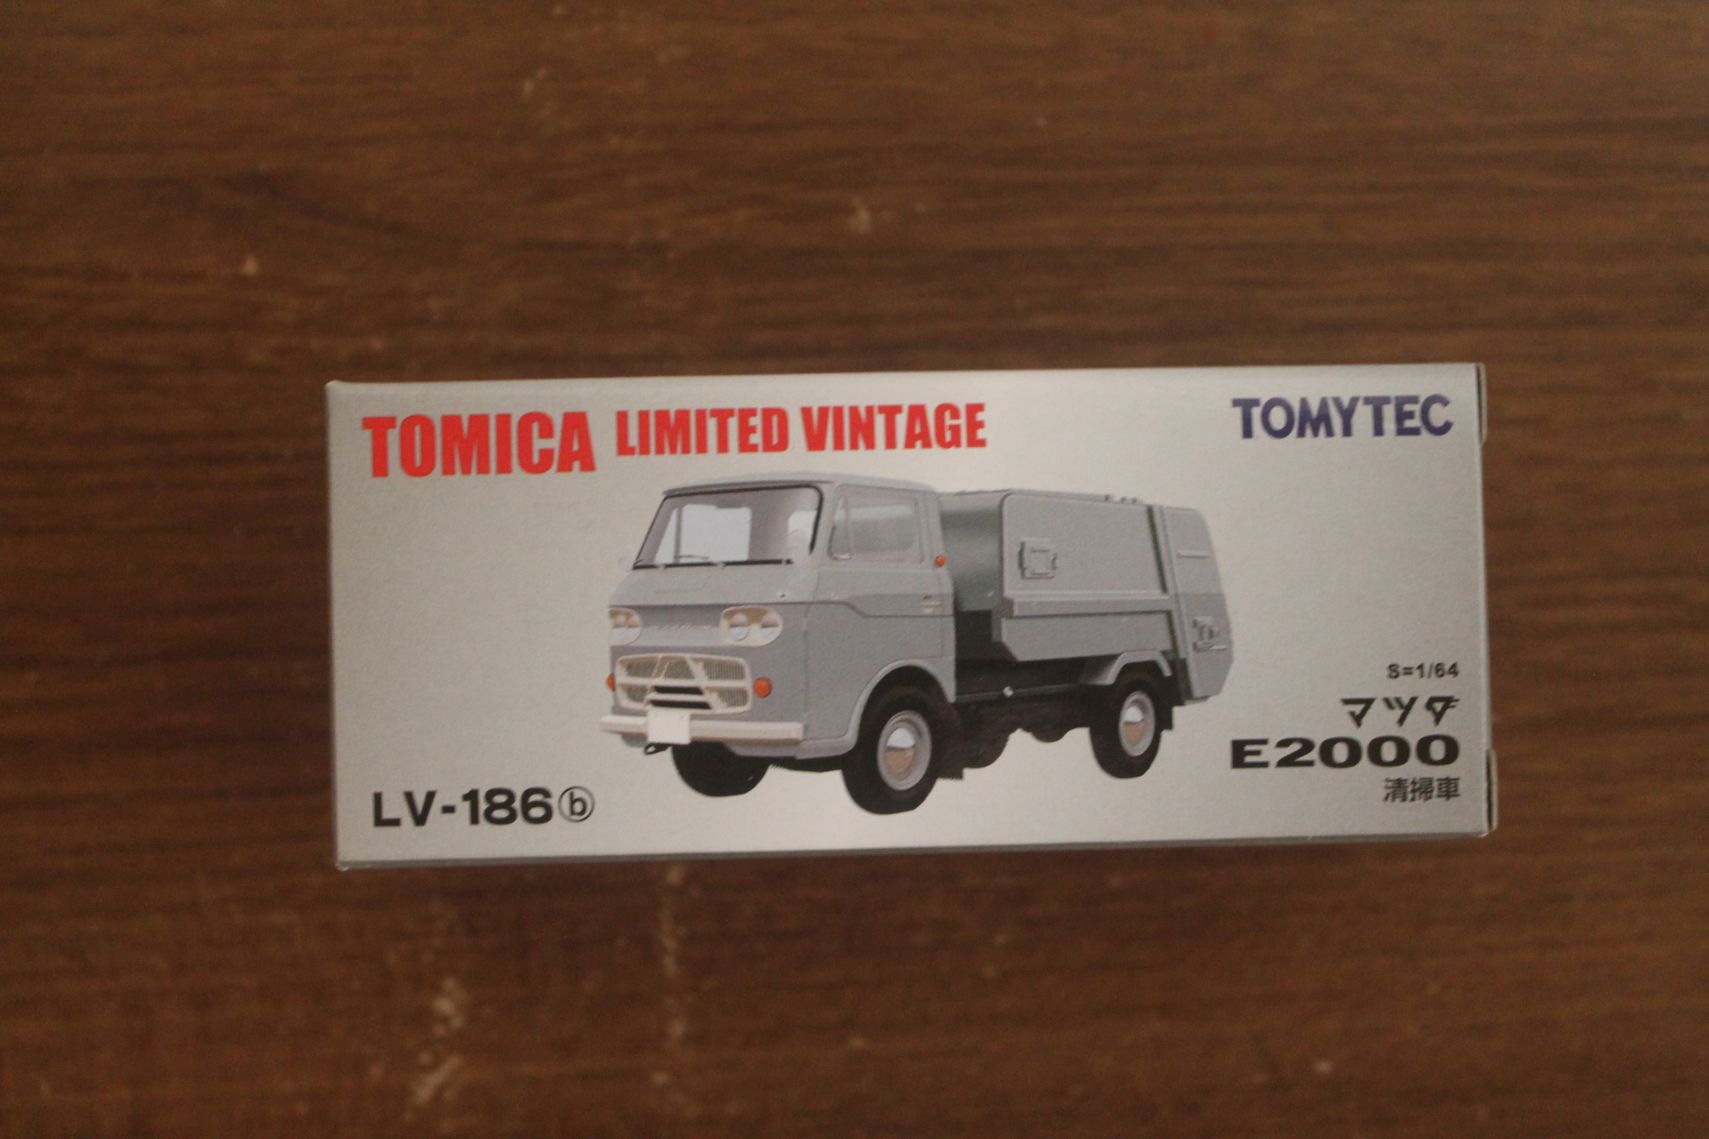 TOMICA LIMITED VINTAGE
TOMYTEC
S=1/64
マツダ
E2000
清掃車
LV-186ⓑ